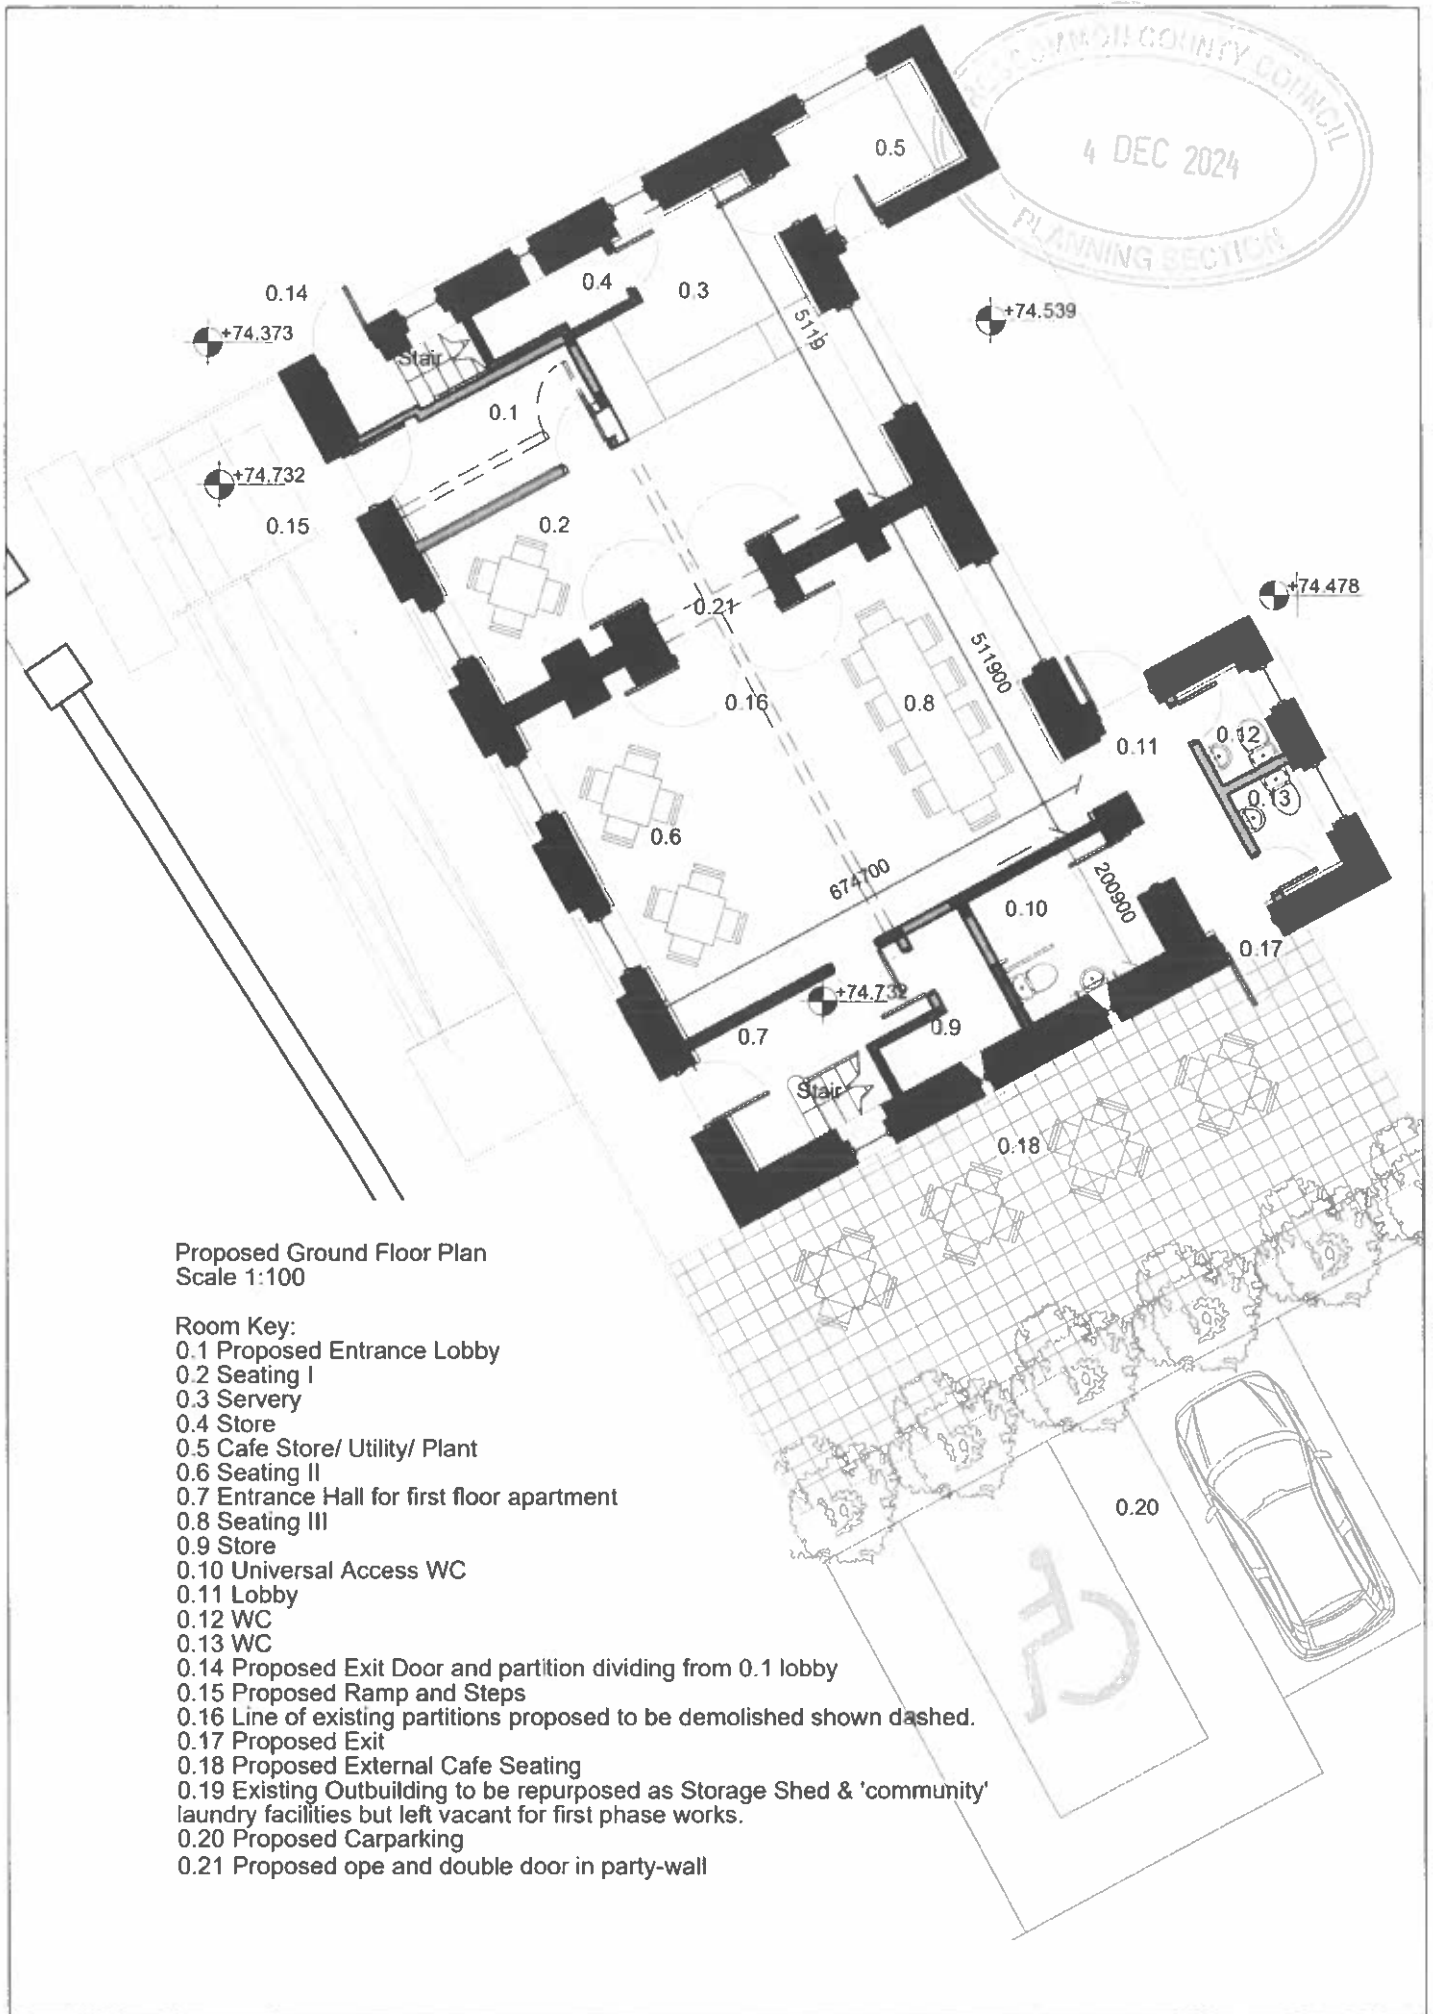 ROSCOMMON COUNTY COUNCIL
4 DEC 2024
PLANNING SECTION
0.5
0.4
0.3
0.14
+74.373
+74.539
5119
Stair
0.1
+74.732
0.15
0.2
+74.478
0.21
511900
0.16
0.8
0.12
0.11
0.13
0.6
674700
200900
0.10
0.17
+74.732
0.7
0.9
Stair
0.18
Proposed Ground Floor Plan
Scale 1:100
Room Key:
0.1 Proposed Entrance Lobby
0.2 Seating I
0.3 Servery
0.4 Store
0.5 Cafe Store/ Utility/ Plant
0.6 Seating II
0.7 Entrance Hall for first floor apartment
0.8 Seating III
0.9 Store
0.10 Universal Access WC
0.11 Lobby
0.12 WC
0.13 WC
0.14 Proposed Exit Door and partition dividing from 0.1 lobby
0.15 Proposed Ramp and Steps
0.16 Line of existing partitions proposed to be demolished shown dashed.
0.17 Proposed Exit
0.18 Proposed External Cafe Seating
0.19 Existing Outbuilding to be repurposed as Storage Shed & 'community'
laundry facilities but left vacant for first phase works.
0.20 Proposed Carparking
0.21 Proposed ope and double door in party-wall
0.20